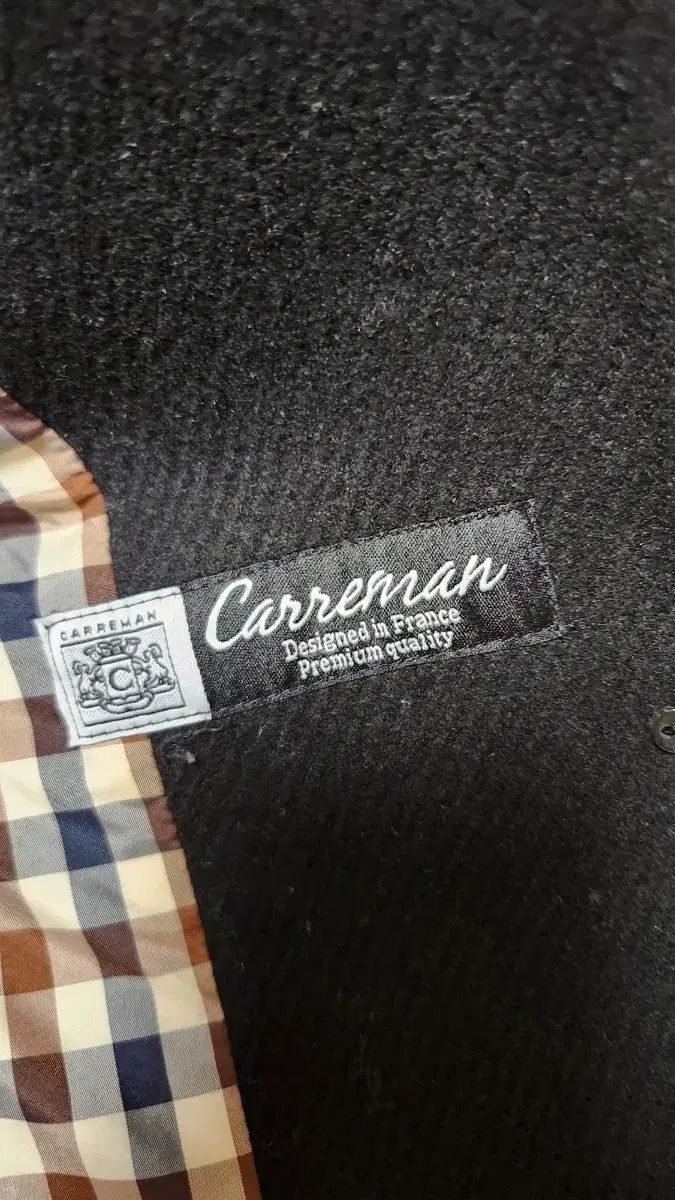 CARREMAN
C
Carreman
Designed in France
Premium quality